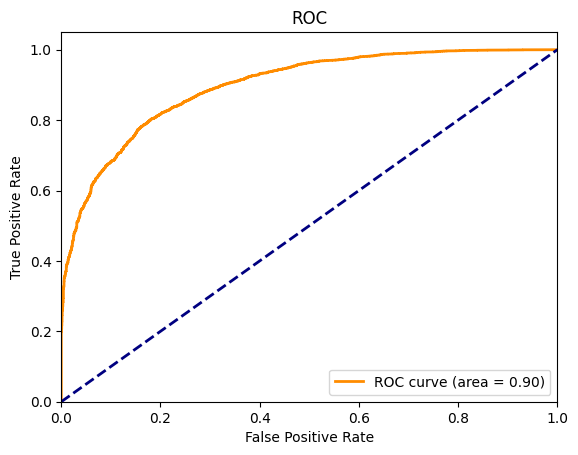 ROC
1.0
0.8
0.6
0.4
0.2
0.0
True Positive Rate
ROC curve (area = 0.90)
0.0 0.2 0.4 0.6 0.8 1.0
False Positive Rate